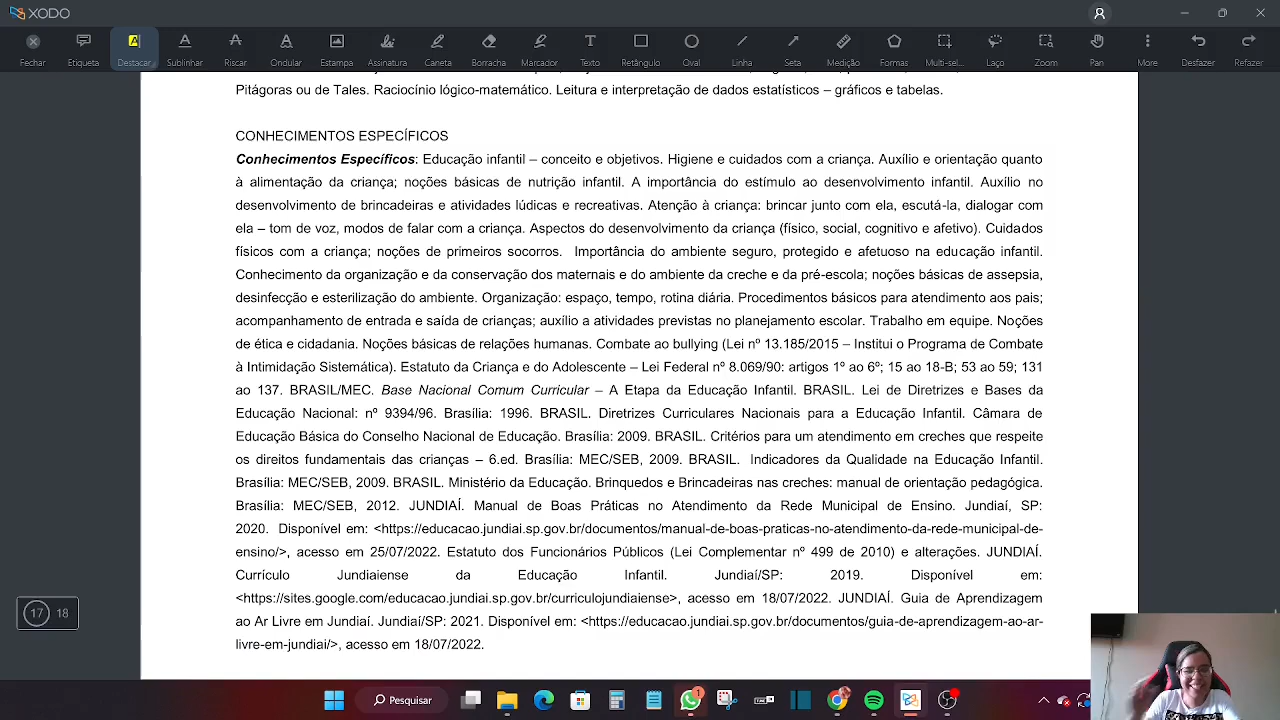 XODO
Fechar
Etiqueta
Destacar
Sublinhar
Riscar
Ondular
Estampa
Assinatura
Caneta
Borracha
Marcador
Texto
Retângulo
Oval
Linha
Seta
Medição
Formas
Multi-sel...
Laço
Zoom
Pan
Mais
Desfazer
Refazer
Pitágoras ou de Tales. Raciocínio lógico-matemático. Leitura e interpretação de dados estatísticos – gráficos e tabelas.
CONHECIMENTOS ESPECÍFICOS
Conhecimentos Específicos: Educação infantil – conceito e objetivos. Higiene e cuidados com a criança. Auxílio e orientação quanto
à alimentação da criança; noções básicas de nutrição infantil. A importância do estímulo ao desenvolvimento infantil. Auxílio no
desenvolvimento de brincadeiras e atividades lúdicas e recreativas. Atenção à criança: brincar junto com ela, escutá-la, dialogar com
ela – tom de voz, modos de falar com a criança. Aspectos do desenvolvimento da criança (físico, social, cognitivo e afetivo). Cuidados
físicos com a criança; noções de primeiros socorros. Importância do ambiente seguro, protegido e afetuoso na educação infantil.
Conhecimento da organização e da conservação dos maternais e do ambiente da creche e da pré-escola; noções básicas de assepsia,
desinfecção e esterilização do ambiente. Organização: espaço, tempo, rotina diária. Procedimentos básicos para atendimento aos pais;
acompanhamento de entrada e saída de crianças; auxílio a atividades previstas no planejamento escolar. Trabalho em equipe. Noções
de ética e cidadania. Noções básicas de relações humanas. Combate ao bullying (Lei nº 13.185/2015 – Institui o Programa de Combate
à Intimidação Sistemática). Estatuto da Criança e do Adolescente – Lei Federal nº 8.069/90: artigos 1º ao 6º; 15 ao 18-B; 53 ao 59; 131
ao 137. BRASIL/MEC. Base Nacional Comum Curricular – A Etapa da Educação Infantil. BRASIL. Lei de Diretrizes e Bases da
Educação Nacional: nº 9394/96. Brasília: 1996. BRASIL. Diretrizes Curriculares Nacionais para a Educação Infantil. Câmara de
Educação Básica do Conselho Nacional de Educação. Brasília: 2009. BRASIL. Critérios para um atendimento em creches que respeite
os direitos fundamentais das crianças – 6.ed. Brasília: MEC/SEB, 2009. BRASIL. Indicadores da Qualidade na Educação Infantil.
Brasília: MEC/SEB, 2009. BRASIL. Ministério da Educação. Brinquedos e Brincadeiras nas creches: manual de orientação pedagógica.
Brasília: MEC/SEB, 2012. JUNDIAÍ. Manual de Boas Práticas no Atendimento da Rede Municipal de Ensino. Jundiaí, SP:
2020. Disponível em: <https://educacao.jundiai.sp.gov.br/documentos/manual-de-boas-praticas-no-atendimento-da-rede-municipal-de-
ensino/>, acesso em 25/07/2022. Estatuto dos Funcionários Públicos (Lei Complementar nº 499 de 2010) e alterações. JUNDIAÍ.
Currículo Jundiaiense da Educação Infantil. Jundiaí/SP: 2019. Disponível em:
<https://sites.google.com/educacao.jundiai.sp.gov.br/curriculojundiaiense>, acesso em 18/07/2022. JUNDIAÍ. Guia de Aprendizagem
ao Ar Livre em Jundiaí. Jundiaí/SP: 2021. Disponível em: <https://educacao.jundiai.sp.gov.br/documentos/guia-de-aprendizagem-ao-ar-
livre-em-jundiai/>, acesso em 18/07/2022.
17 18
Pesquisar
1